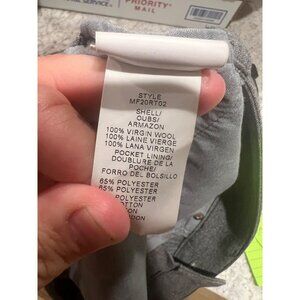 PRIORITY
MAIL
STYLE
MF20RT02
SHELL/
OUBS/
ARMAZON
100% VIRGIN WOOL
100% LAINE VIERGE
100% LANA VIRGEN
POCKET LINING/
DOUBLURE DE LA
POCHE/
FORRO DEL BOLSILLO
65% POLYESTER
65% POLYESTER
POLYESTER